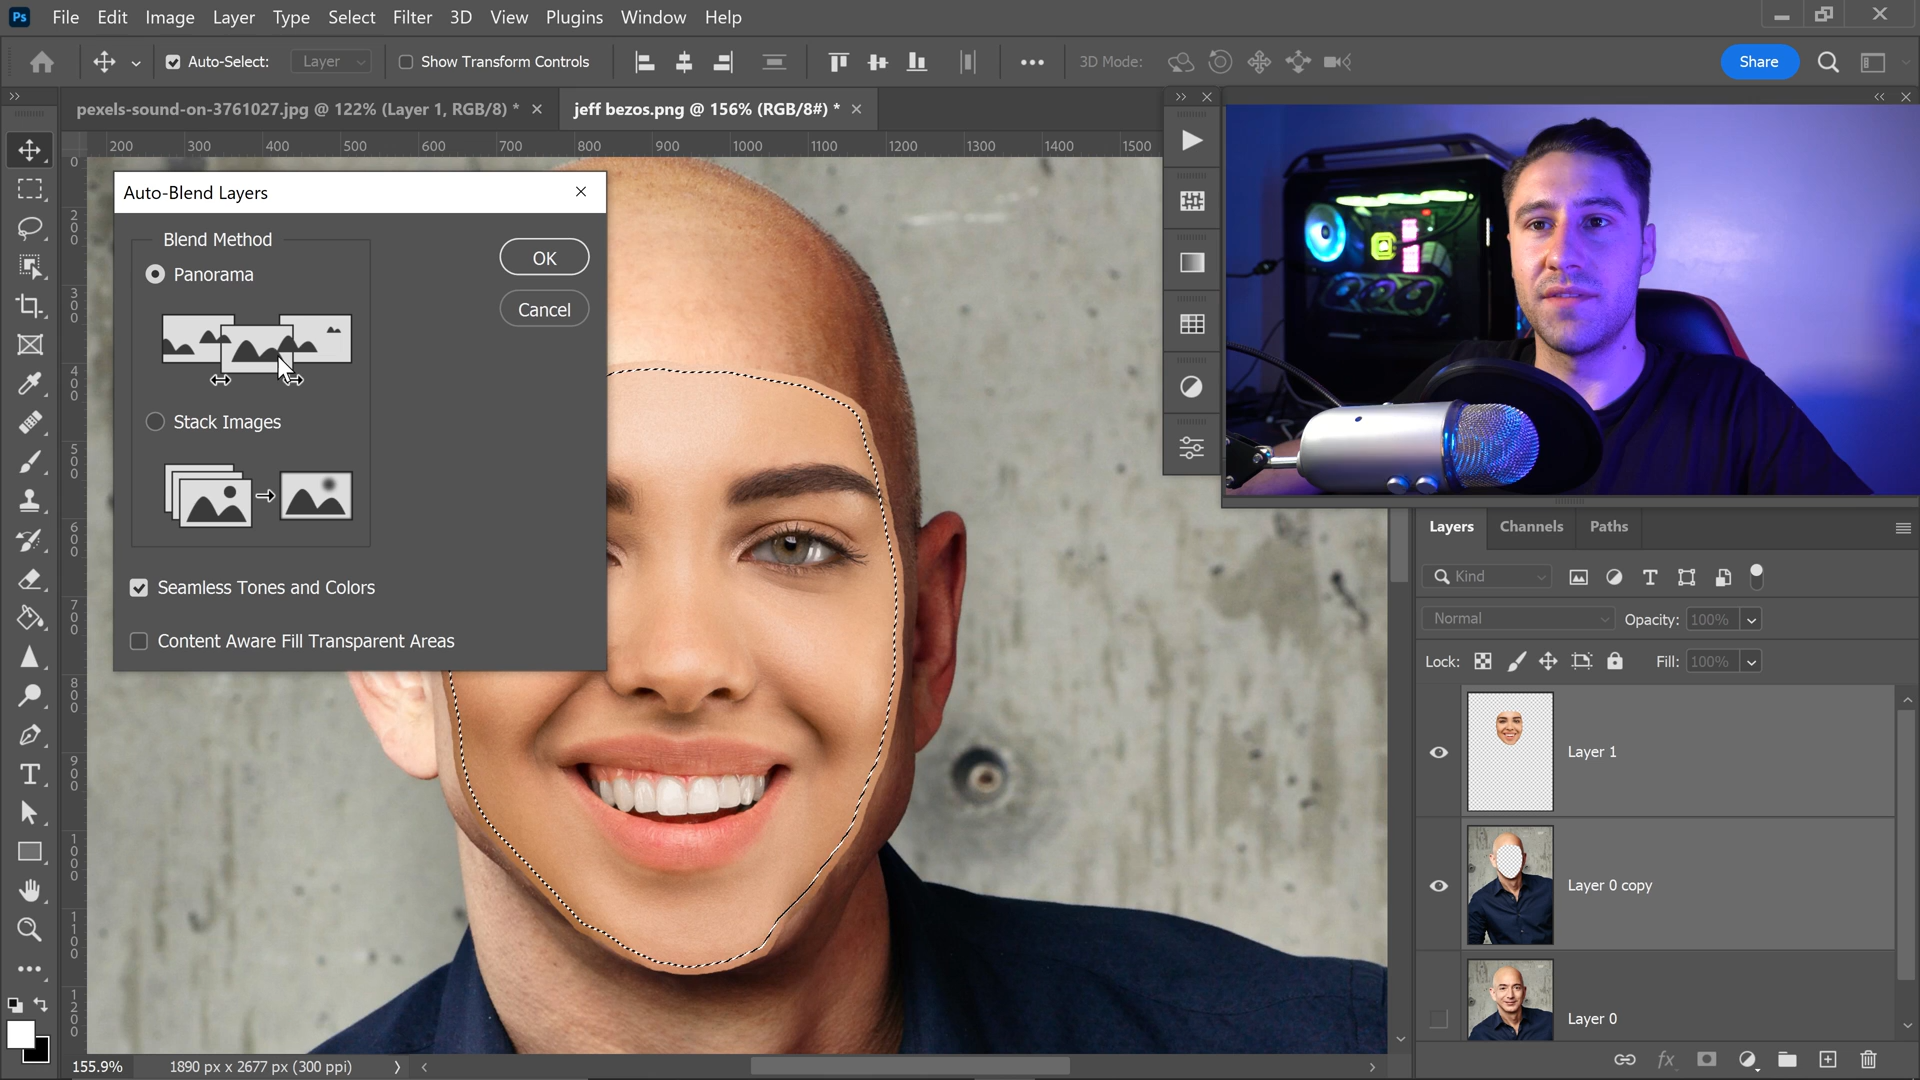 Ps File Edit Image Layer Type Select Filter 3D View Plugins Window Help
Auto-Select: Layer Show Transform Controls 3D Mode: Share
pexels-sound-on-3761027.jpg @ 122% (Layer 1, RGB/8) * jeff bezos.png @ 156% (RGB/8#) *
200 300 400 500 600 700 800 900 1000 1100 1200 1300 1400 1500
0
200
300
400
500
600
700
800
900
1000
1100
1200
Auto-Blend Layers
Blend Method
Panorama
Stack Images
OK
Cancel
Seamless Tones and Colors
Content Aware Fill Transparent Areas
Layers Channels Paths
Kind
Normal Opacity: 100%
Lock: Fill: 100%
Layer 1
Layer 0 copy
Layer 0
fx
155.9% 1890 px x 2677 px (300 ppi)